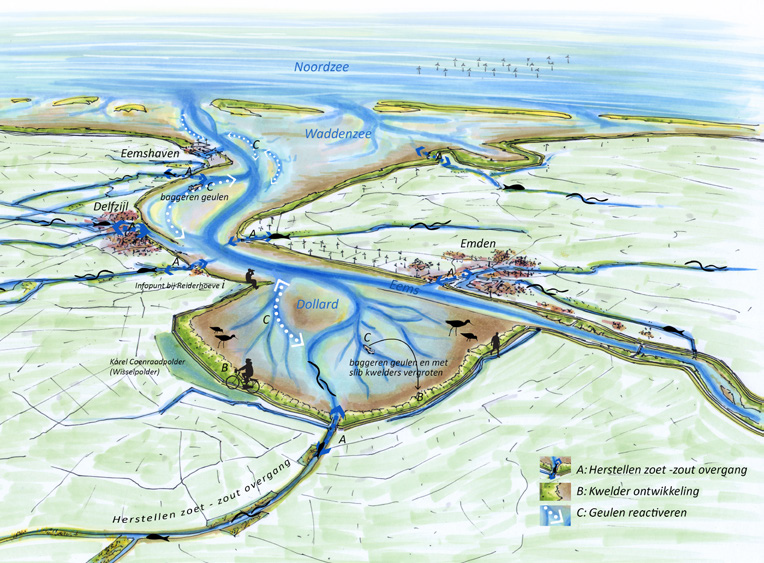 Noordzee
Waddenzee
Eemshaven
C
A
C
baggeren geulen
A
Delfzijl
A
A
Emden
A
A
Infopunt bij Reiderhoeve
i
Eems
Dollard
C
C
Karel Coenraadpolder
(Wisselpolder)
B
baggeren geulen en met
slib kwelders vergroten
B
A
Herstellen zoet - zout overgang
A: Herstellen zoet -zout overgang
B: Kwelder ontwikkeling
C: Geulen reactiveren